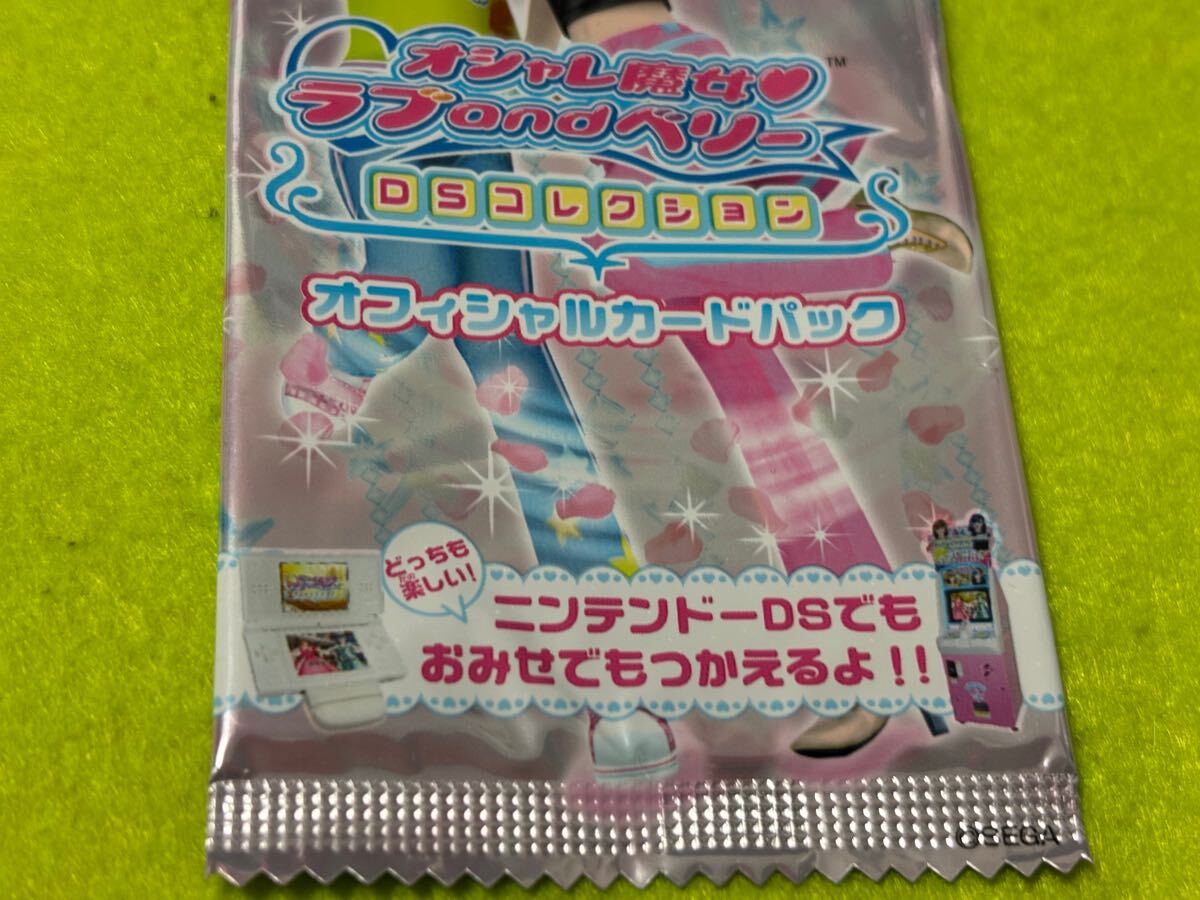 オシャレ魔女♥
TM
ラブandベリー
DSコレクション
オフィシャルカードパック
どっちも
楽しい!
ニンテンドーDSでも
おみせでもつかえるよ!!
©SEGA